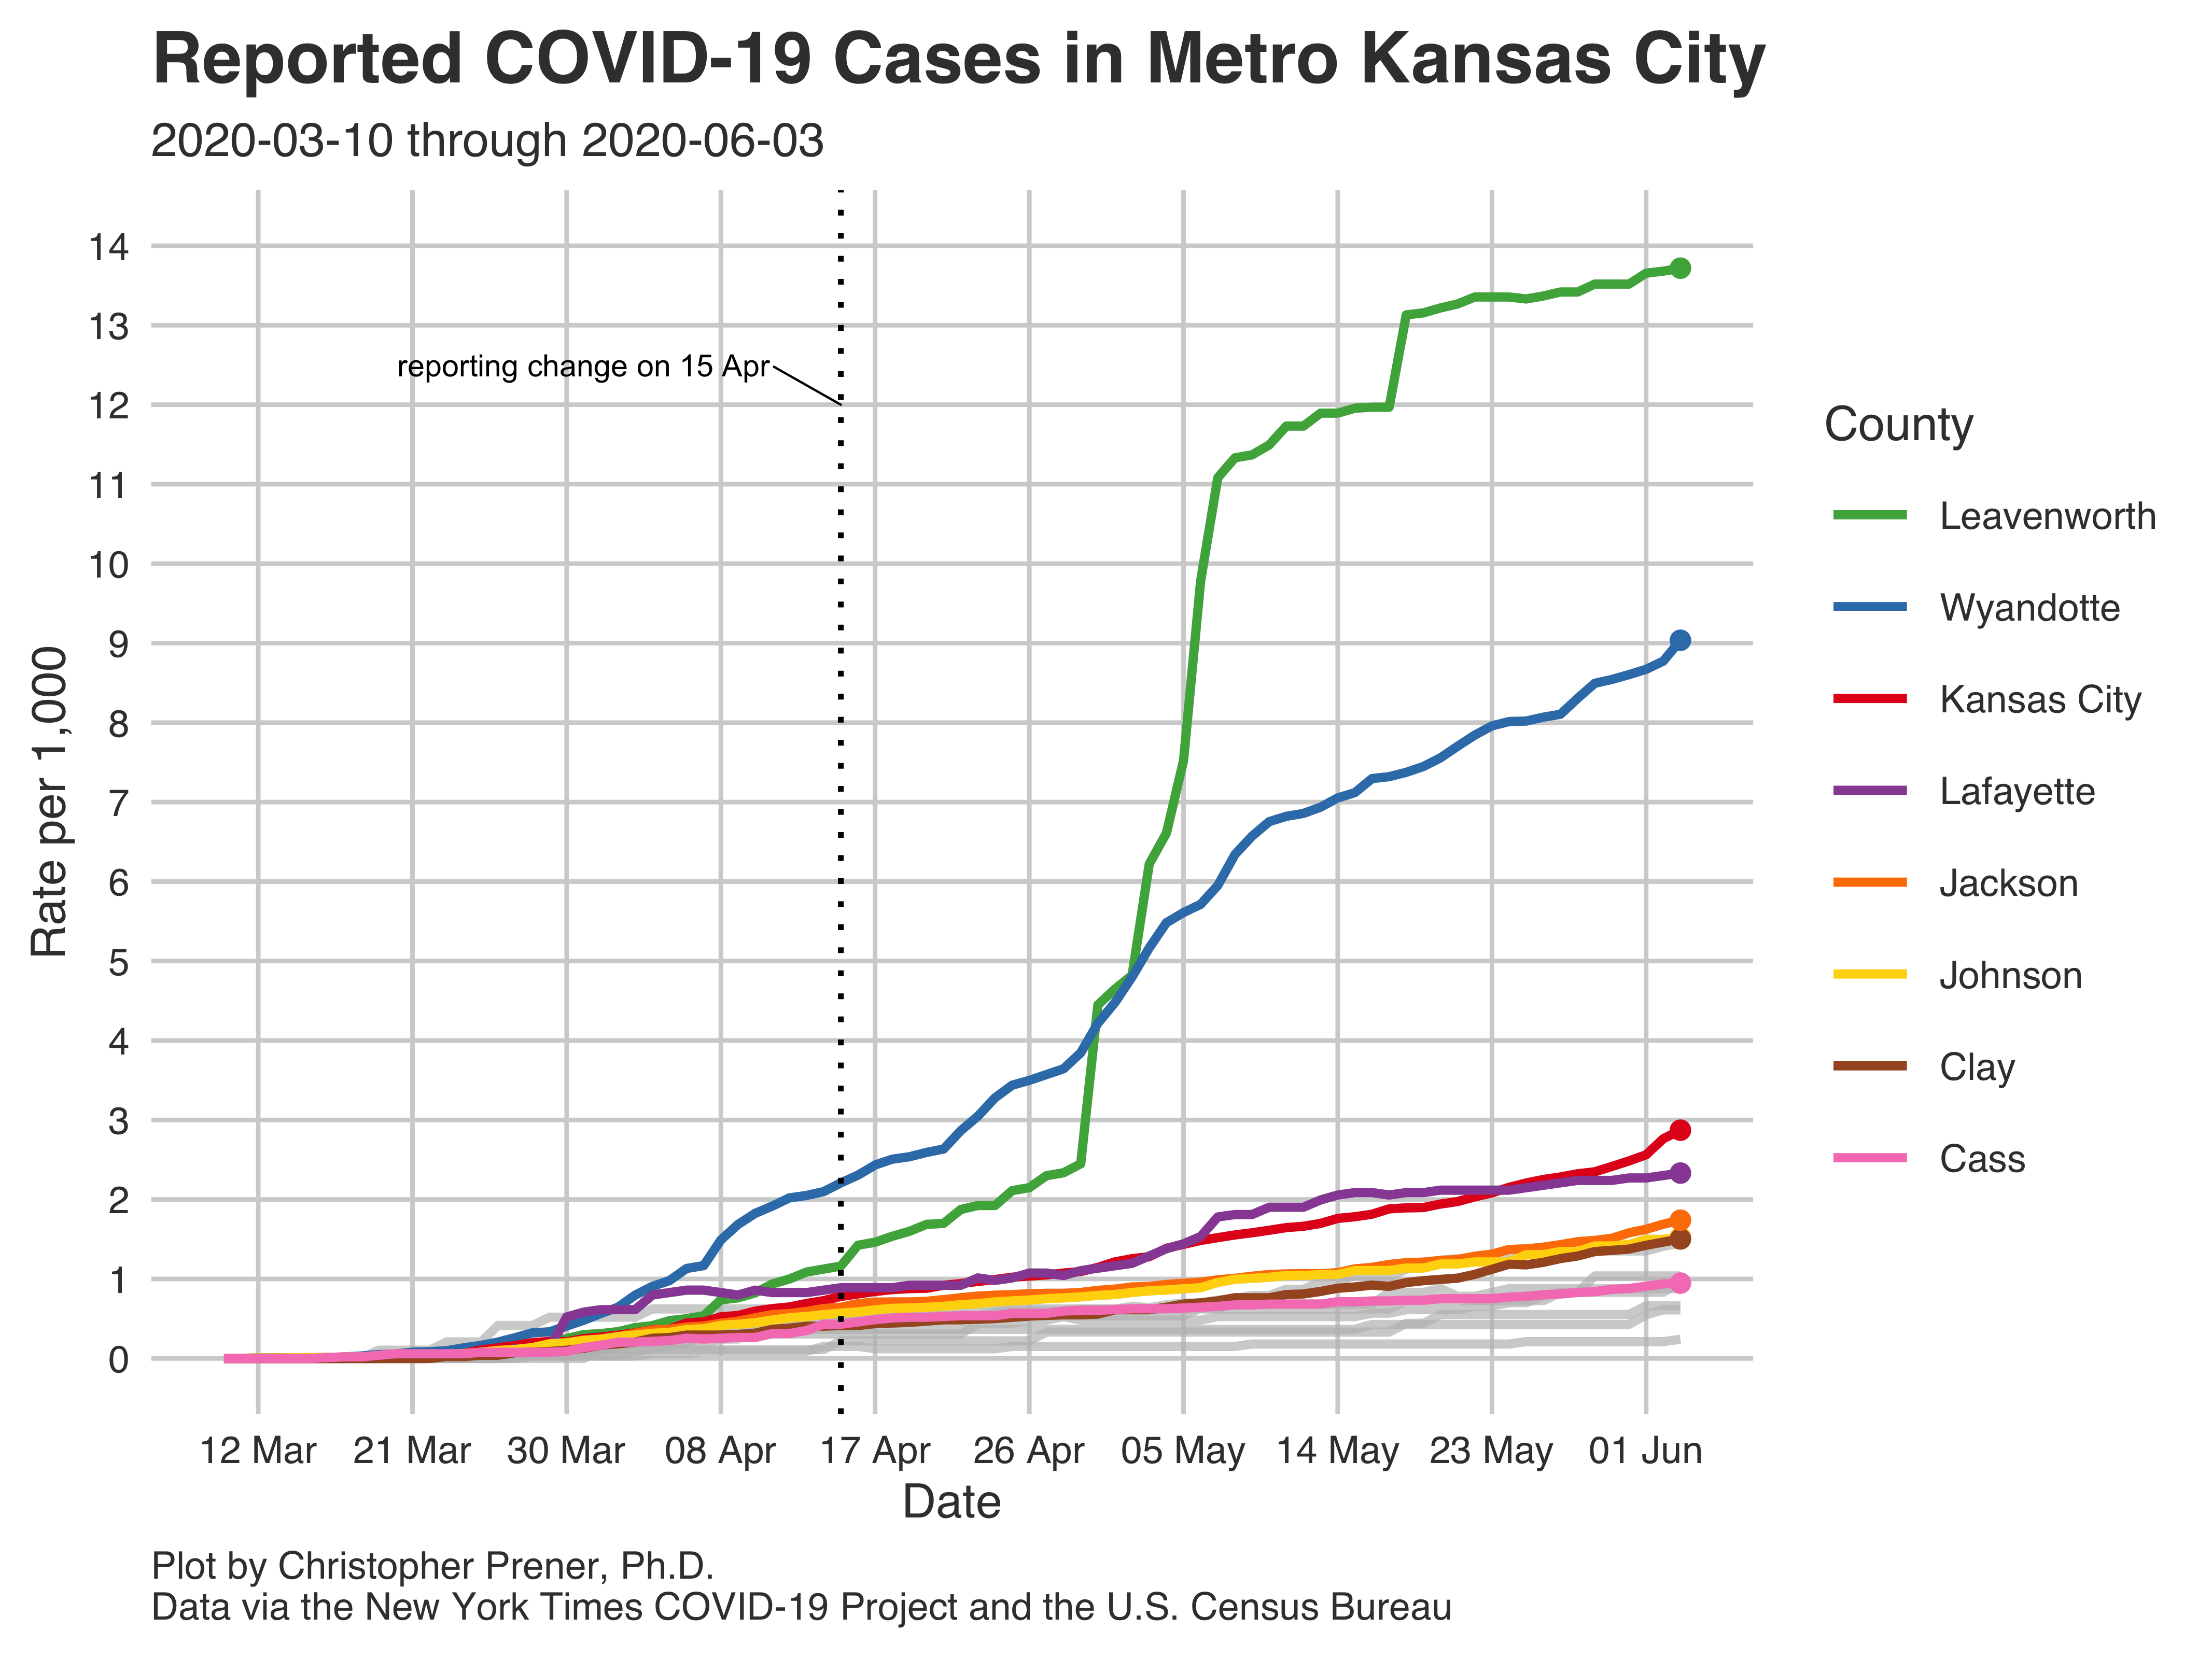 Reported COVID-19 Cases in Metro Kansas City
2020-03-10 through 2020-06-03
14
13
12
11
10
9
8
7
6
5
4
3
2
1
0
Rate per 1,000
reporting change on 15 Apr
12 Mar
21 Mar
30 Mar
08 Apr
17 Apr
26 Apr
05 May
14 May
23 May
01 Jun
Date
County
Leavenworth
Wyandotte
Kansas City
Lafayette
Jackson
Johnson
Clay
Cass
Plot by Christopher Prener, Ph.D.
Data via the New York Times COVID-19 Project and the U.S. Census Bureau